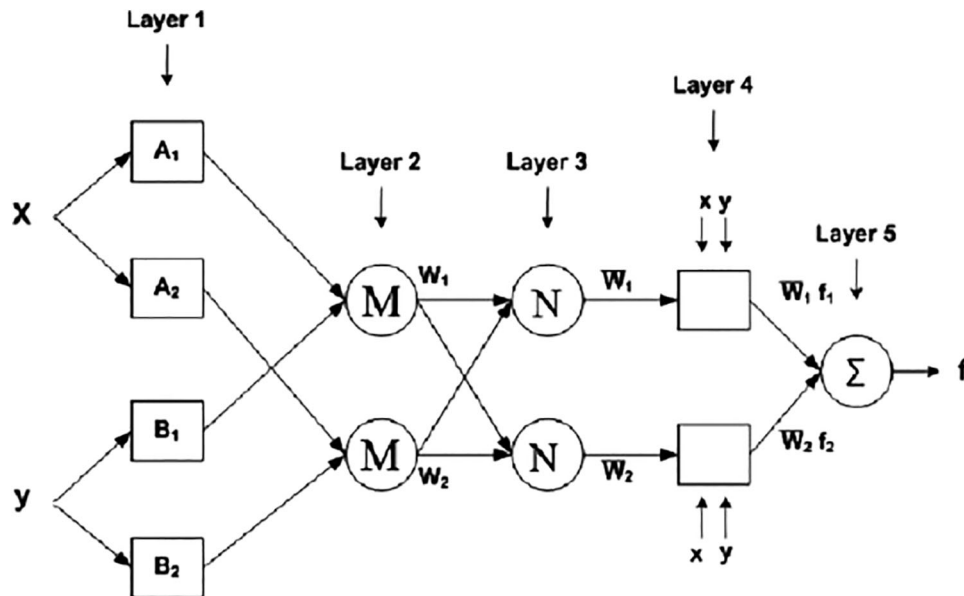 Layer 1
Layer 4
A₁
Layer 2
Layer 3
x y
X
Layer 5
A₂
W₁
W̅₁
W̅₁ f₁
M
N
Σ
f
B₁
M
N
W̅₂ f₂
W₂
W̅₂
y
x y
B₂